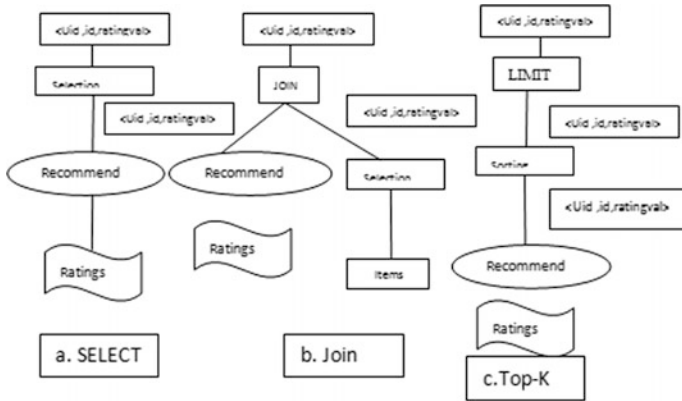 <Uid ,id,ratingval>
Selection
<Uid ,id,ratingval>
Recommend
Ratings
a. SELECT
<Uid ,id,ratingval>
JOIN
<Uid ,id,ratingval>
Recommend
Selection
Ratings
Items
b. Join
<Uid ,id,ratingval>
LIMIT
<Uid ,id,ratingval>
Sorting
<Uid ,id,ratingval>
Recommend
Ratings
c.Top-K